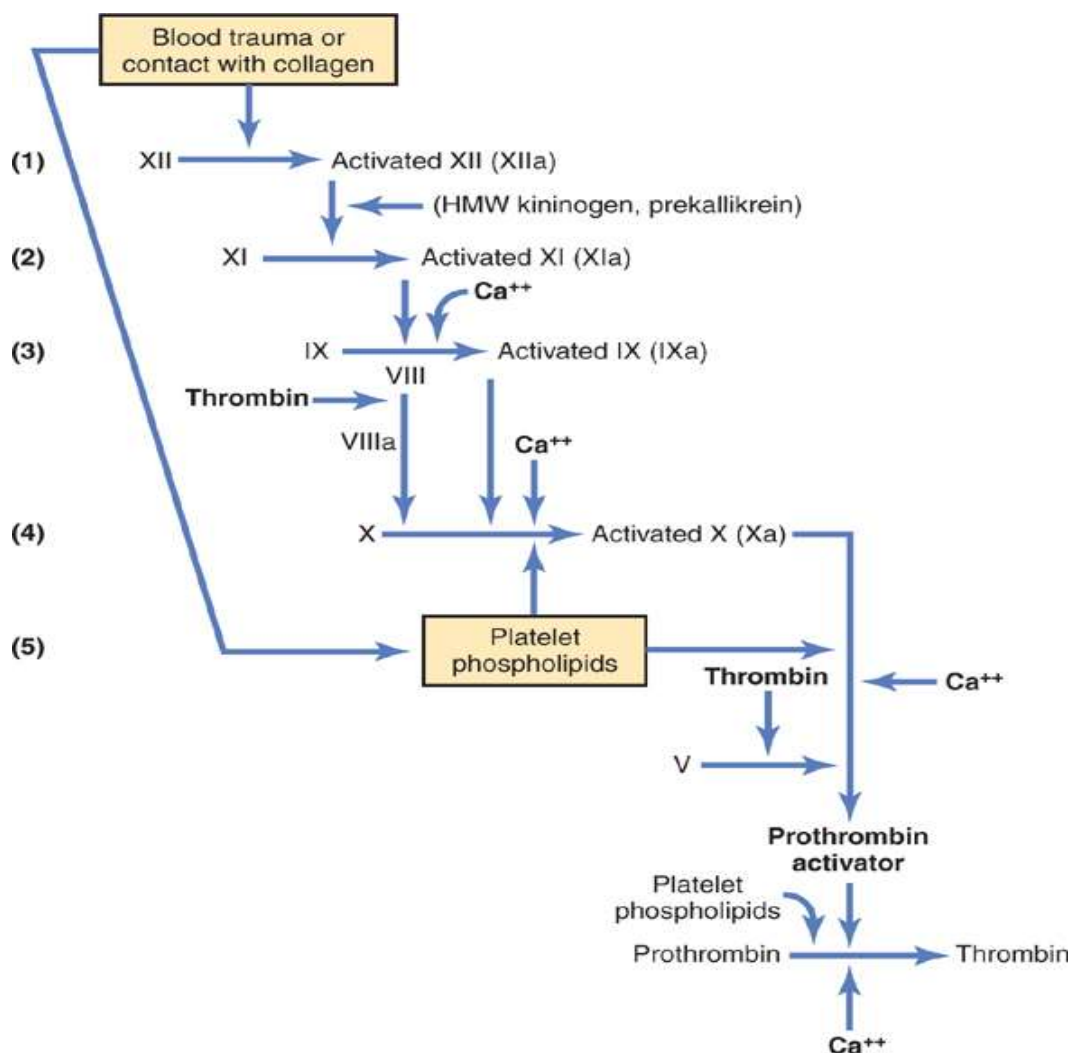 Blood trauma or
contact with collagen
(1) XII Activated XII (XIIa)
(HMW kininogen, prekallikrein)
(2) XI Activated XI (XIa)
Ca++
(3) IX Activated IX (IXa)
VIII
Thrombin
VIIIa Ca++
(4) X Activated X (Xa)
(5) Platelet
phospholipids
Thrombin Ca++
V
Prothrombin
activator
Platelet
phospholipids
Prothrombin Thrombin
Ca++